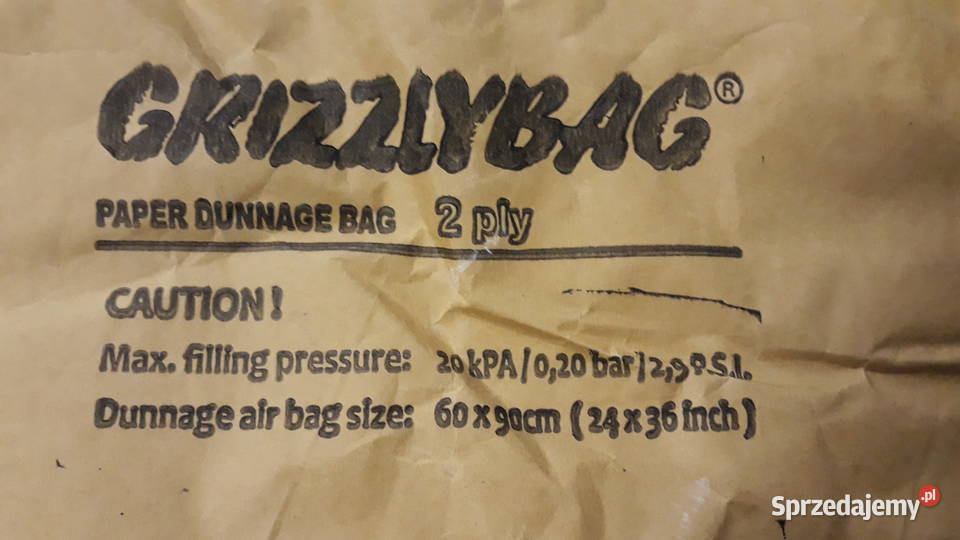 GRIZZLYBAG®
PAPER DUNNAGE BAG 2 ply
CAUTION!
Max. filling pressure: 20 kPA / 0,20 bar / 2,9 P.S.I.
Dunnage air bag size: 60 x 90cm ( 24 x 36 inch )
Sprzedajemy.pl